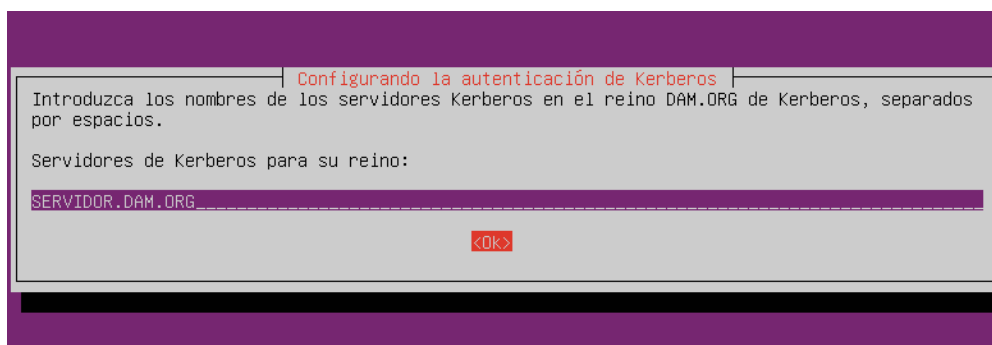 Configurando la autenticación de Kerberos
Introduzca los nombres de los servidores Kerberos en el reino DAM.ORG de Kerberos, separados
por espacios.
Servidores de Kerberos para su reino:
SERVIDOR.DAM.ORG
<Ok>